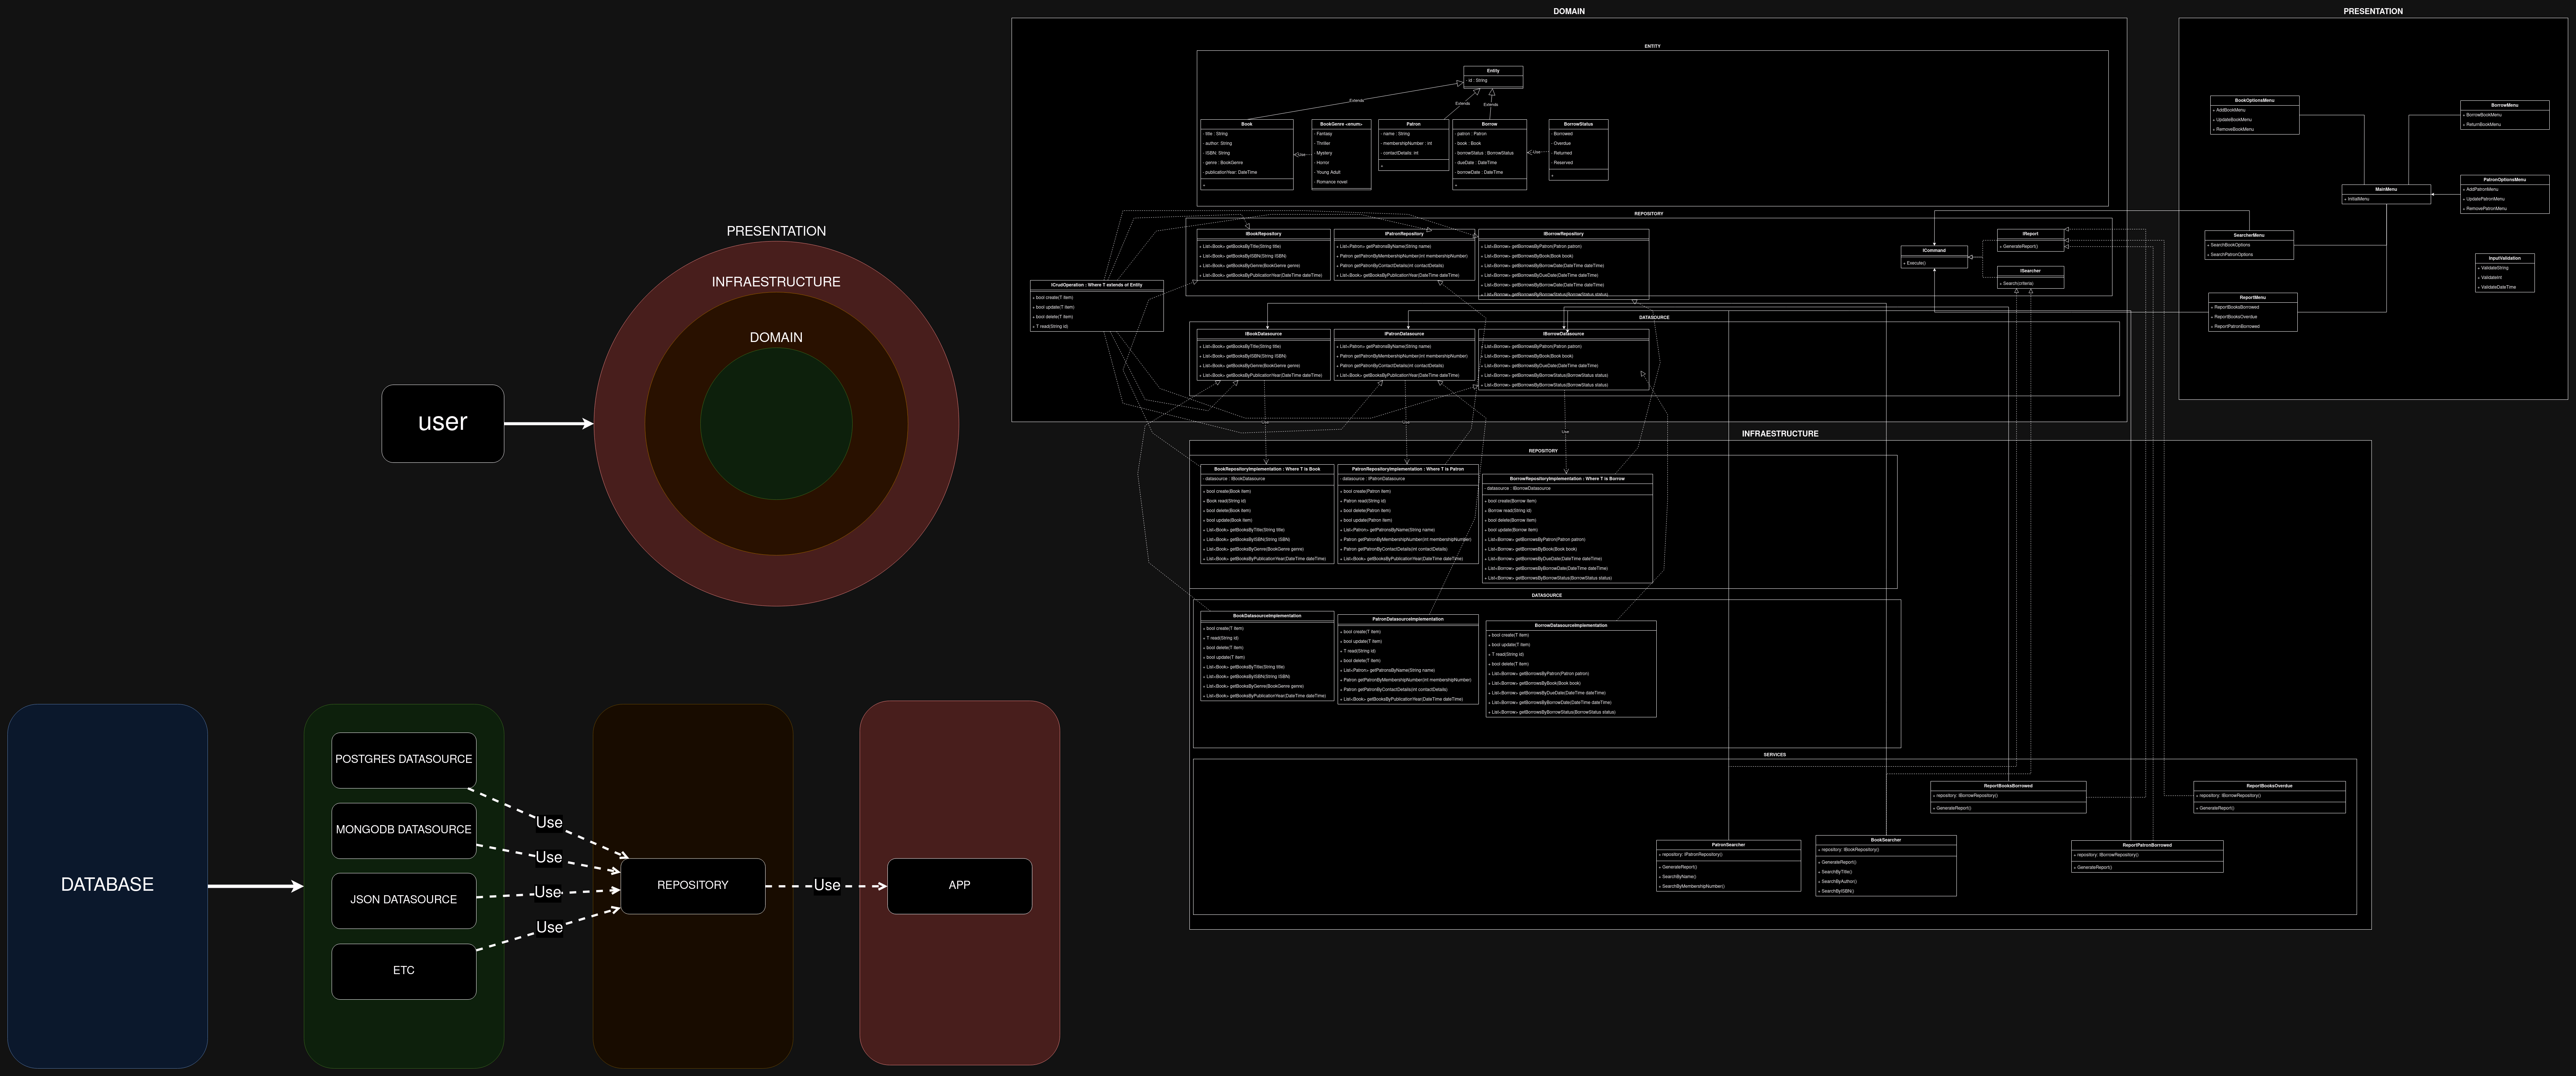 PRESENTATION
INFRAESTRUCTURE
DOMAIN
user
DATABASE
POSTGRES DATASOURCE
MONGODB DATASOURCE
JSON DATASOURCE
ETC
Use
Use
Use
Use
REPOSITORY
Use
APP
DOMAIN
ENTITY
Entity
- id : String
Extends
Extends
Extends
Book
- title : String
- author: String
- ISBN: String
- genre : BookGenre
- publicationYear: DateTime
+
Use
BookGenre <enum>
- Fantasy
- Thriller
- Mystery
- Horror
- Young Adult
- Romance novel
Patron
- name : String
- membershipNumber : int
- contactDetails: int
+
Borrow
- patron : Patron
- book : Book
- borrowStatus : BorrowStatus
- dueDate : DateTime
- borrowDate : DateTime
+
Use
BorrowStatus
- Borrowed
- Overdue
- Returned
- Reserved
+
REPOSITORY
ICrudOperation : Where T extends of Entity
+ bool create(T item)
+ bool update(T item)
+ bool delete(T item)
+ T read(String id)
IBookRepository
+ List<Book> getBooksByTitle(String title)
+ List<Book> getBooksByISBN(String ISBN)
+ List<Book> getBooksByGenre(BookGenre genre)
+ List<Book> getBooksByPublicationYear(DateTime dateTime)
IPatronRepository
+ List<Patron> getPatronsByName(String name)
+ Patron getPatronByMembershipNumber(int membershipNumber)
+ Patron getPatronByContactDetails(int contactDetails)
+ List<Book> getBooksByPublicationYear(DateTime dateTime)
IBorrowRepository
+ List<Borrow> getBorrowsByPatron(Patron patron)
+ List<Borrow> getBorrowsByBook(Book book)
+ List<Borrow> getBorrowsByBorrowDate(DateTime dateTime)
+ List<Borrow> getBorrowsByDueDate(DateTime dateTime)
+ List<Borrow> getBorrowsByBorrowDate(DateTime dateTime)
+ List<Borrow> getBorrowsByBorrowStatus(BorrowStatus status)
ICommand
+ Execute()
IReport
+ GenerateReport()
ISearcher
+ Search(criteria)
DATASOURCE
IBookDatasource
+ List<Book> getBooksByTitle(String title)
+ List<Book> getBooksByISBN(String ISBN)
+ List<Book> getBooksByGenre(BookGenre genre)
+ List<Book> getBooksByPublicationYear(DateTime dateTime)
IPatronDatasource
+ List<Patron> getPatronsByName(String name)
+ Patron getPatronByMembershipNumber(int membershipNumber)
+ Patron getPatronByContactDetails(int contactDetails)
+ List<Book> getBooksByPublicationYear(DateTime dateTime)
IBorrowDatasource
+ List<Borrow> getBorrowsByPatron(Patron patron)
+ List<Borrow> getBorrowsByBook(Book book)
+ List<Borrow> getBorrowsByDueDate(DateTime dateTime)
+ List<Borrow> getBorrowsByBorrowStatus(BorrowStatus status)
+ List<Borrow> getBorrowsByBorrowStatus(BorrowStatus status)
Use
Use
Use
PRESENTATION
BookOptionsMenu
+ AddBookMenu
+ UpdateBookMenu
+ RemoveBookMenu
BorrowMenu
+ BorrowBookMenu
+ ReturnBookMenu
MainMenu
+ InitialMenu
PatronOptionsMenu
+ AddPatronMenu
+ UpdatePatronMenu
+ RemovePatronMenu
SearcherMenu
+ SearchBookOptions
+ SearchPatronOptions
InputValidation
+ ValidateString
+ ValidateInt
+ ValidateDateTime
ReportMenu
+ ReportBooksBorrowed
+ ReportBooksOverdue
+ ReportPatronBorrowed
INFRAESTRUCTURE
REPOSITORY
BookRepositoryImplementation : Where T is Book
- datasource : IBookDatasource
+ bool create(Book item)
+ Book read(String id)
+ bool delete(Book item)
+ bool update(Book item)
+ List<Book> getBooksByTitle(String title)
+ List<Book> getBooksByISBN(String ISBN)
+ List<Book> getBooksByGenre(BookGenre genre)
+ List<Book> getBooksByPublicationYear(DateTime dateTime)
PatronRepositoryImplementation : Where T is Patron
- datasource : IPatronDatasource
+ bool create(Patron item)
+ Patron read(String id)
+ bool delete(Patron item)
+ bool update(Patron item)
+ List<Patron> getPatronsByName(String name)
+ Patron getPatronByMembershipNumber(int membershipNumber)
+ Patron getPatronByContactDetails(int contactDetails)
+ List<Book> getBooksByPublicationYear(DateTime dateTime)
BorrowRepositoryImplementation : Where T is Borrow
- datasource : IBorrowDatasource
+ bool create(Borrow item)
+ Borrow read(String id)
+ bool delete(Borrow item)
+ bool update(Borrow item)
+ List<Borrow> getBorrowsByPatron(Patron patron)
+ List<Borrow> getBorrowsByBook(Book book)
+ List<Borrow> getBorrowsByDueDate(DateTime dateTime)
+ List<Borrow> getBorrowsByBorrowDate(DateTime dateTime)
+ List<Borrow> getBorrowsByBorrowStatus(BorrowStatus status)
DATASOURCE
BookDatasourceImplementation
+ bool create(T item)
+ T read(String id)
+ bool delete(T item)
+ bool update(T item)
+ List<Book> getBooksByTitle(String title)
+ List<Book> getBooksByISBN(String ISBN)
+ List<Book> getBooksByGenre(BookGenre genre)
+ List<Book> getBooksByPublicationYear(DateTime dateTime)
PatronDatasourceImplementation
+ bool create(T item)
+ bool update(T item)
+ T read(String id)
+ bool delete(T item)
+ List<Patron> getPatronsByName(String name)
+ Patron getPatronByMembershipNumber(int membershipNumber)
+ Patron getPatronByContactDetails(int contactDetails)
+ List<Book> getBooksByPublicationYear(DateTime dateTime)
BorrowDatasourceImplementation
+ bool create(T item)
+ bool update(T item)
+ T read(String id)
+ bool delete(T item)
+ List<Borrow> getBorrowsByPatron(Patron patron)
+ List<Borrow> getBorrowsByBook(Book book)
+ List<Borrow> getBorrowsByDueDate(DateTime dateTime)
+ List<Borrow> getBorrowsByBorrowDate(DateTime dateTime)
+ List<Borrow> getBorrowsByBorrowStatus(BorrowStatus status)
SERVICES
ReportBooksBorrowed
+ repository: IBorrowRepository()
+ GenerateReport()
ReportBooksOverdue
+ repository: IBorrowRepository()
+ GenerateReport()
PatronSearcher
+ repository: IPatronRepository()
+ GenerateReport()
+ SearchByName()
+ SearchByMembershipNumber()
BookSearcher
+ repository: IBookRepository()
+ GenerateReport()
+ SearchByTitle()
+ SearchByAuthor()
+ SearchByISBN()
ReportPatronBorrowed
+ repository: IBorrowRepository()
+ GenerateReport()